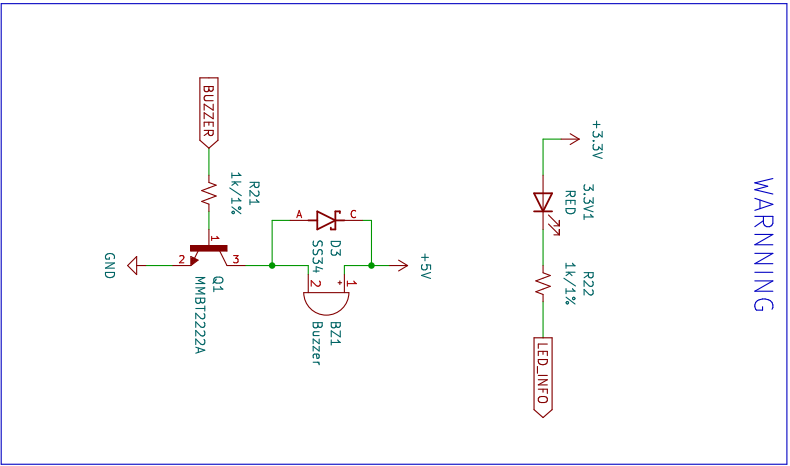 WARNNING
+3.3V
3.3V1
RED
R22
1k/1%
LED_INFO
+5V
D3
SS34
A
C
1
+
2
BZ1
Buzzer
BUZZER
R21
1k/1%
1
2
3
Q1
MMBT2222A
GND